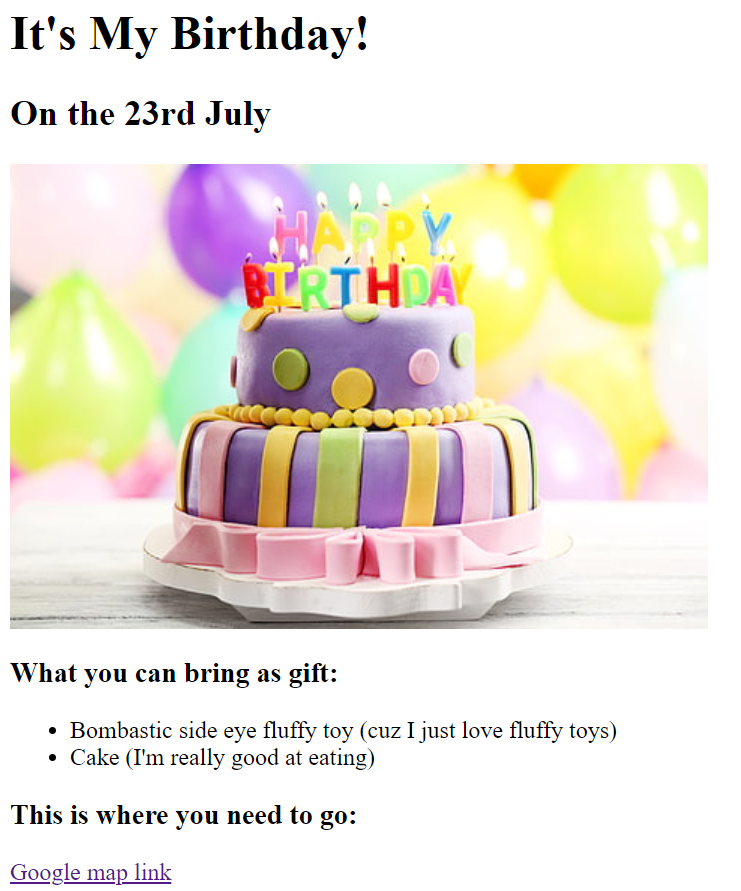 It's My Birthday!
On the 23rd July
HAPPY
BIRTHDAY
What you can bring as gift:
Bombastic side eye fluffy toy (cuz I just love fluffy toys)
Cake (I'm really good at eating)
This is where you need to go:
Google map link